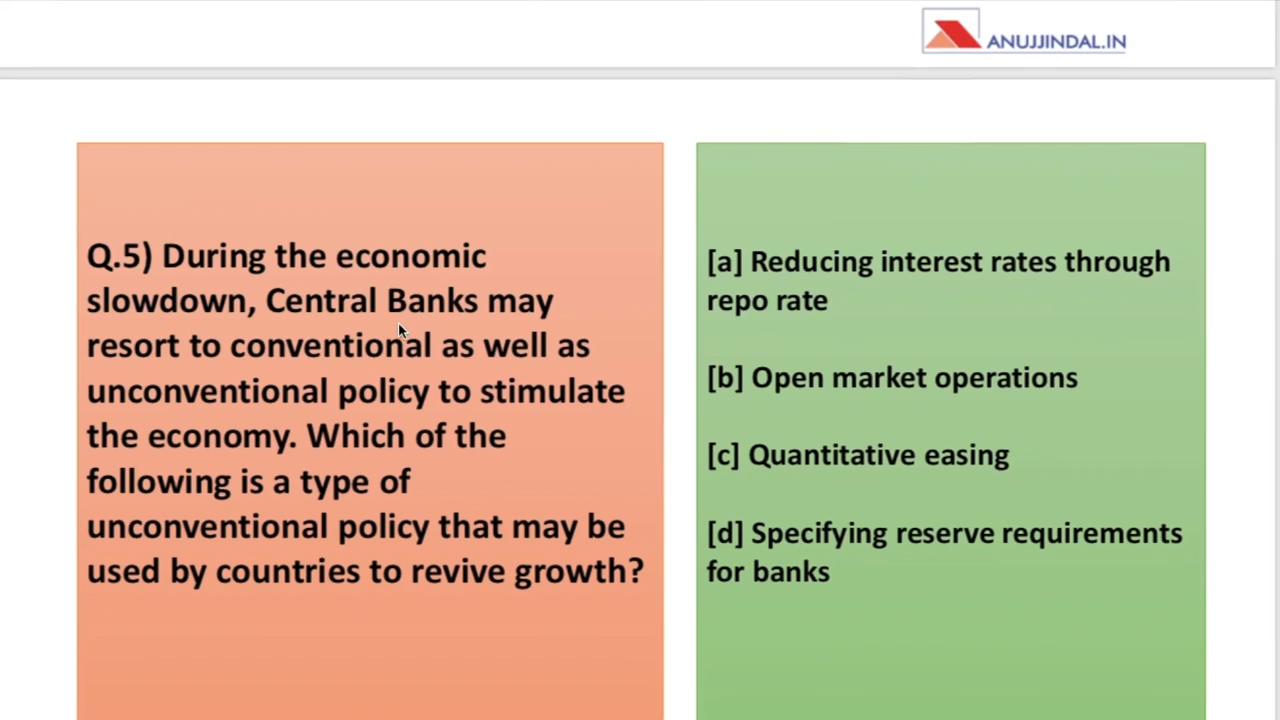 ANUJJINDAL.IN
Q.5) During the economic
slowdown, Central Banks may
resort to conventional as well as
unconventional policy to stimulate
the economy. Which of the
following is a type of
unconventional policy that may be
used by countries to revive growth?
[a] Reducing interest rates through
repo rate
[b] Open market operations
[c] Quantitative easing
[d] Specifying reserve requirements
for banks